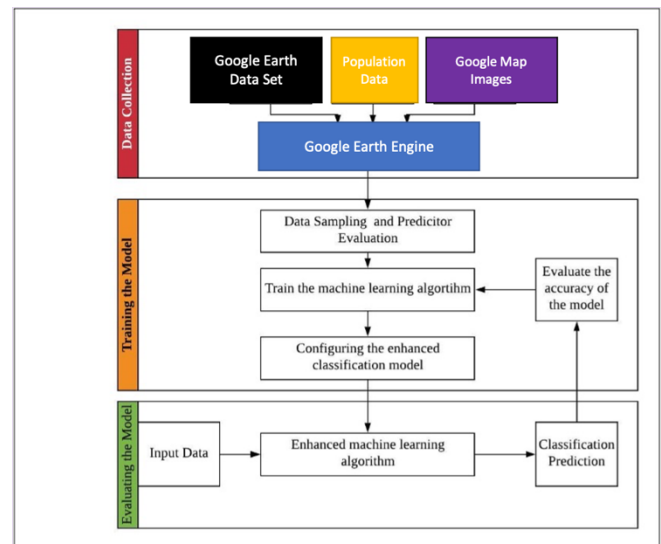 Data Collection
Google Earth
Data Set
Population
Data
Google Map
Images
Google Earth Engine
Training the Model
Data Sampling and Predicitor
Evaluation
Train the machine learning algortihm
Evaluate the
accuracy of
the model
Configuring the enhanced
classification model
Evaluating the Model
Input Data
Enhanced machine learning
algorithm
Classification
Prediction